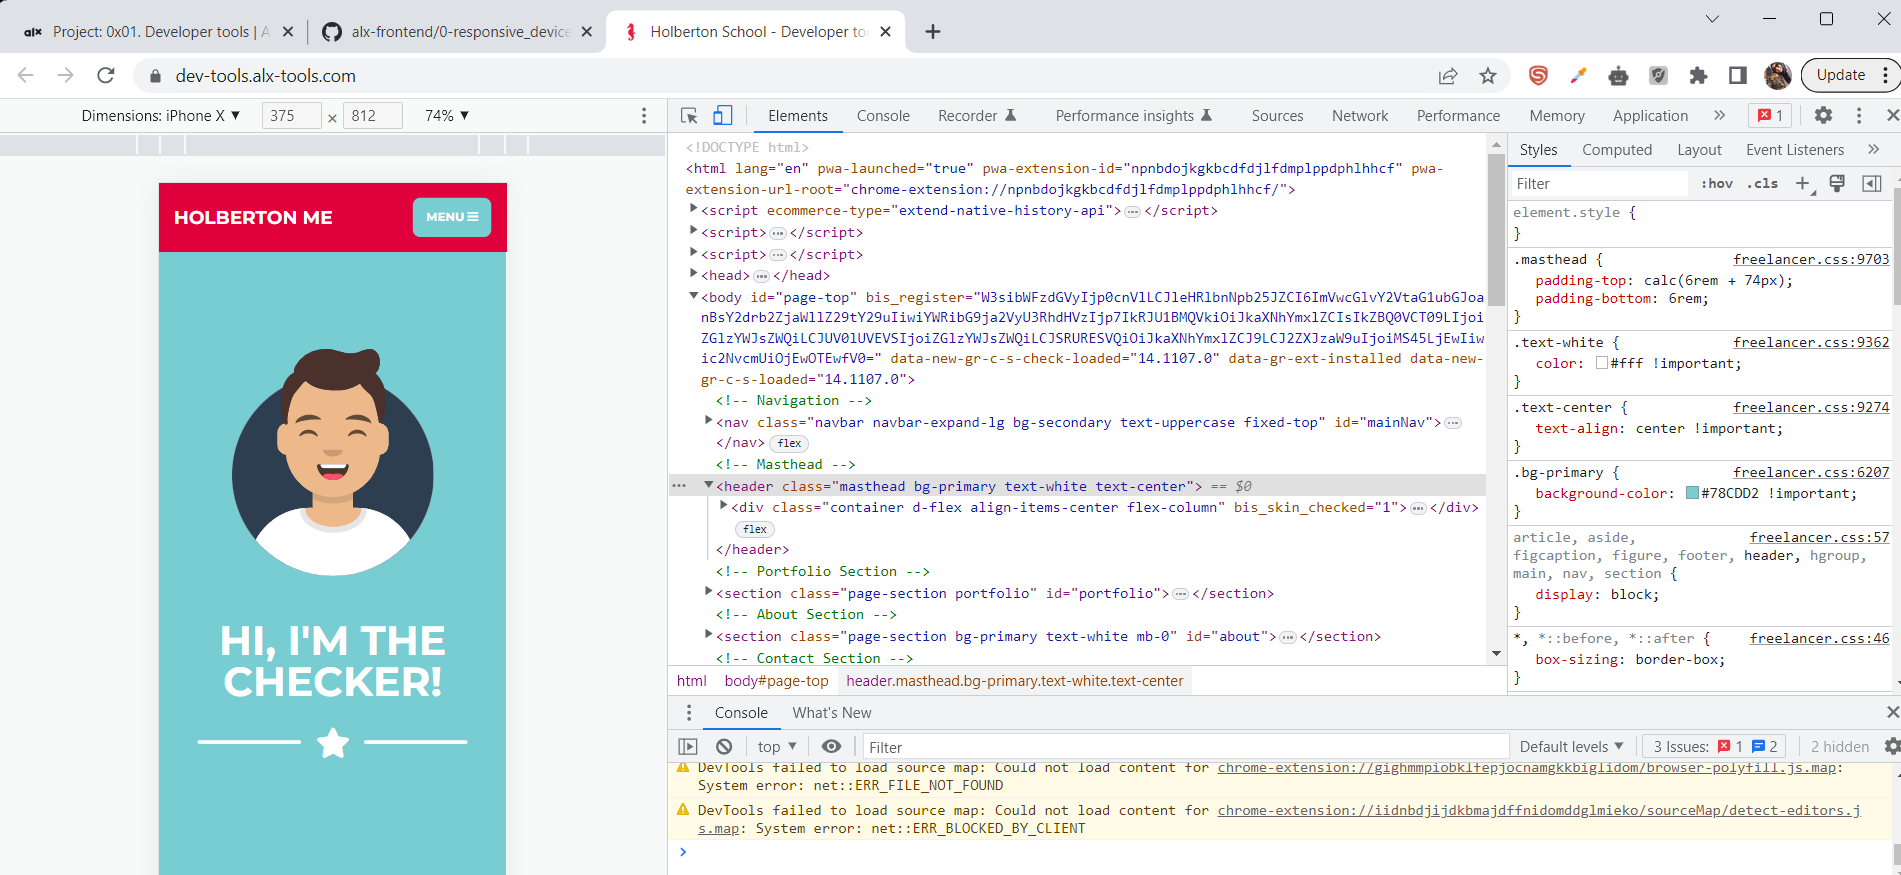 Project: 0x01. Developer tools | A
alx-frontend/0-responsive_device
Holberton School - Developer to
dev-tools.alx-tools.com
Update
Dimensions: iPhone X ▼ 375 × 812 74% ▼
Elements Console Recorder Performance insights Sources Network Performance Memory Application » 1
HOLBERTON ME
MENU
HI, I'M THE
CHECKER!
<!DOCTYPE html>
<html lang="en" pwa-launched="true" pwa-extension-id="npnbdojkgkbcdfdjlfdmplppdphlhhcf" pwa-
extension-url-root="chrome-extension://npnbdojkgkbcdfdjlfdmplppdphlhhcf/">
<script ecommerce-type="extend-native-history-api">…</script>
<script>…</script>
<script>…</script>
<head>…</head>
<body id="page-top" bis_register="W3sibWFzdGVyIjp0cnVlLCJleHRlbnNpb25JZCI6ImVwcGlvY2VtaG1ubGJoa
nBsY2drb2ZjaWllZ29tY29uIiwiYWRibG9ja2VyU3RhdHVzIjp7IkRJU1BMQVkiOiJkaXNhYmxlZCIsIkZBQ0VCT09LIjoi
ZGlzYWJsZWQiLCJUV0lUVEVSIjoiZGlzYWJsZWQiLCJSRURESVQiOiJkaXNhYmxlZCJ9LCJ2ZXJzaW9uIjoiMS45LjEwIiw
ic2NvcmUiOjEwOTEwfV0=" data-new-gr-c-s-check-loaded="14.1107.0" data-gr-ext-installed data-new-
gr-c-s-loaded="14.1107.0">
<!-- Navigation -->
<nav class="navbar navbar-expand-lg bg-secondary text-uppercase fixed-top" id="mainNav">…
</nav> flex
<!-- Masthead -->
<header class="masthead bg-primary text-white text-center"> == $0
<div class="container d-flex align-items-center flex-column" bis_skin_checked="1">…</div>
flex
</header>
<!-- Portfolio Section -->
<section class="page-section portfolio" id="portfolio">…</section>
<!-- About Section -->
<section class="page-section bg-primary text-white mb-0" id="about">…</section>
<!-- Contact Section -->
html body#page-top header.masthead.bg-primary.text-white.text-center
Styles Computed Layout Event Listeners »
Filter :hov .cls +
element.style {
}
.masthead { freelancer.css:9703
padding-top: calc(6rem + 74px);
padding-bottom: 6rem;
}
.text-white { freelancer.css:9362
color: #fff !important;
}
.text-center { freelancer.css:9274
text-align: center !important;
}
.bg-primary { freelancer.css:6207
background-color: #78CDD2 !important;
}
article, aside, freelancer.css:57
figcaption, figure, footer, header, hgroup,
main, nav, section {
display: block;
}
*, *::before, *::after { freelancer.css:46
box-sizing: border-box;
}
Console What's New
top ▼ Filter Default levels ▼ 3 Issues: 1 2 2 hidden
DevTools failed to load source map: Could not load content for chrome-extension://gighmmpiobklfepjocnamgkkbiglidom/browser-polyfill.js.map:
System error: net::ERR_FILE_NOT_FOUND
DevTools failed to load source map: Could not load content for chrome-extension://iidnbdjijdkbmajdffnidomddglmieko/sourceMap/detect-editors.j
s.map: System error: net::ERR_BLOCKED_BY_CLIENT